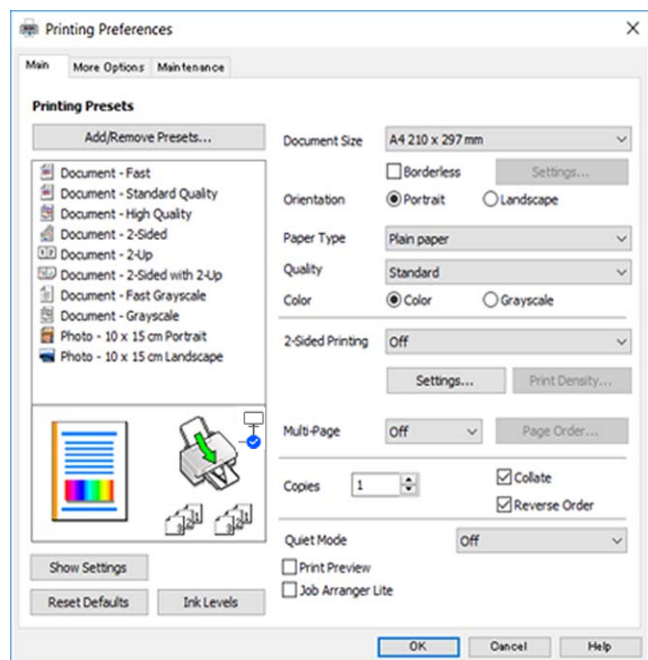 Printing Preferences
Main
More Options
Maintenance
Printing Presets
Add/Remove Presets...
Document - Fast
Document - Standard Quality
Document - High Quality
Document - 2-Sided
Document - 2-Up
Document - 2-Sided with 2-Up
Document - Fast Grayscale
Document - Grayscale
Photo - 10 x 15 cm Portrait
Photo - 10 x 15 cm Landscape
Show Settings
Reset Defaults
Ink Levels
Document Size
A4 210 x 297 mm
Borderless
Settings...
Orientation
Portrait
Landscape
Paper Type
Plain paper
Quality
Standard
Color
Color
Grayscale
2-Sided Printing
Off
Settings...
Print Density...
Multi-Page
Off
Page Order...
Copies
1
Collate
Reverse Order
Quiet Mode
Off
Print Preview
Job Arranger Lite
OK
Cancel
Help